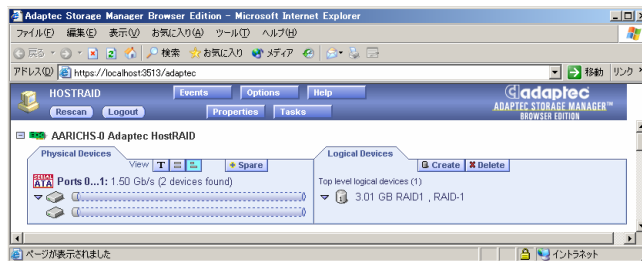 Adaptec Storage Manager Browser Edition - Microsoft Internet Explorer
ファイル(F) 編集(E) 表示(V) お気に入り(A) ツール(T) ヘルプ(H)
戻る 検索 お気に入り メディア
アドレス(D) https://localhost:3513/adaptec 移動 リンク »
HOSTRAID Events Options Help adaptec
Rescan Logout Properties Tasks ADAPTEC STORAGE MANAGER™
BROWSER EDITION
AARICHS-0 Adaptec HostRAID
Physical Devices Logical Devices
View T + Spare Create Delete
SERIAL ATA Ports 0...1: 1.50 Gb/s (2 devices found) Top level logical devices (1)
3.01 GB RAID1 , RAID-1
ページが表示されました イントラネット